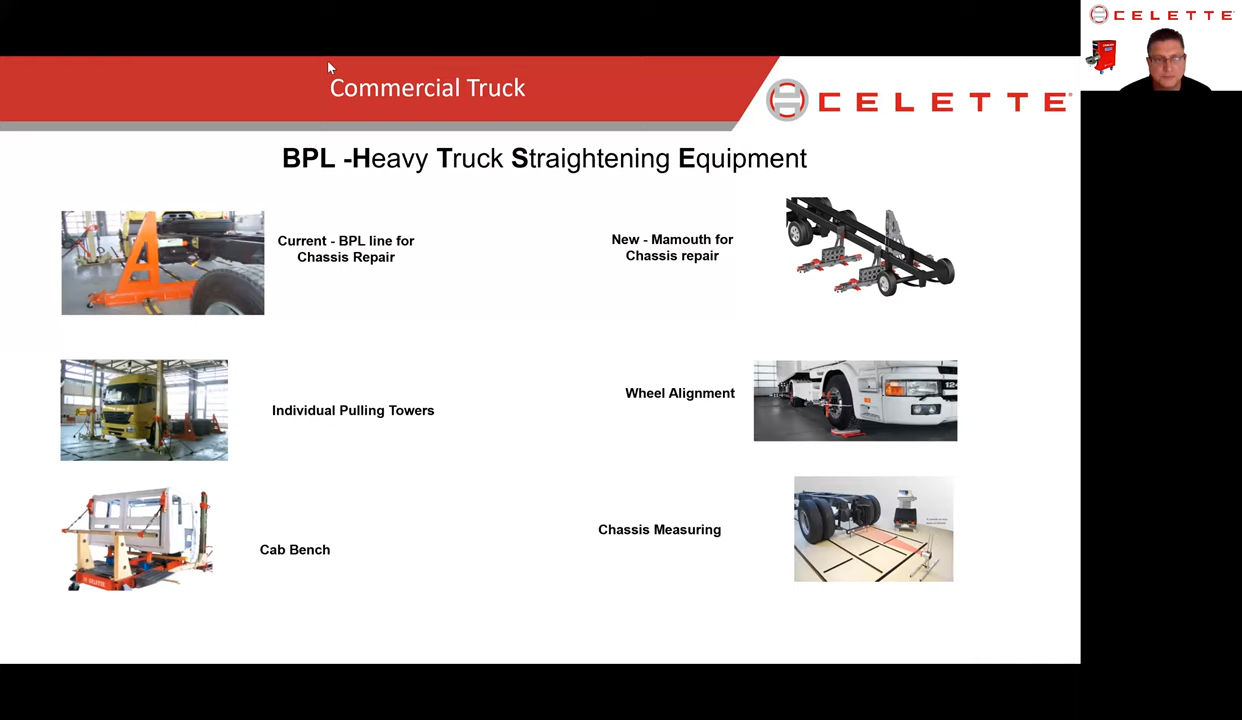 CELETTE
Commercial Truck
CELETTE
BPL -Heavy Truck Straightening Equipment
Current - BPL line for
Chassis Repair
New - Mamouth for
Chassis repair
Individual Pulling Towers
Wheel Alignment
Cab Bench
Chassis Measuring
CELETTE